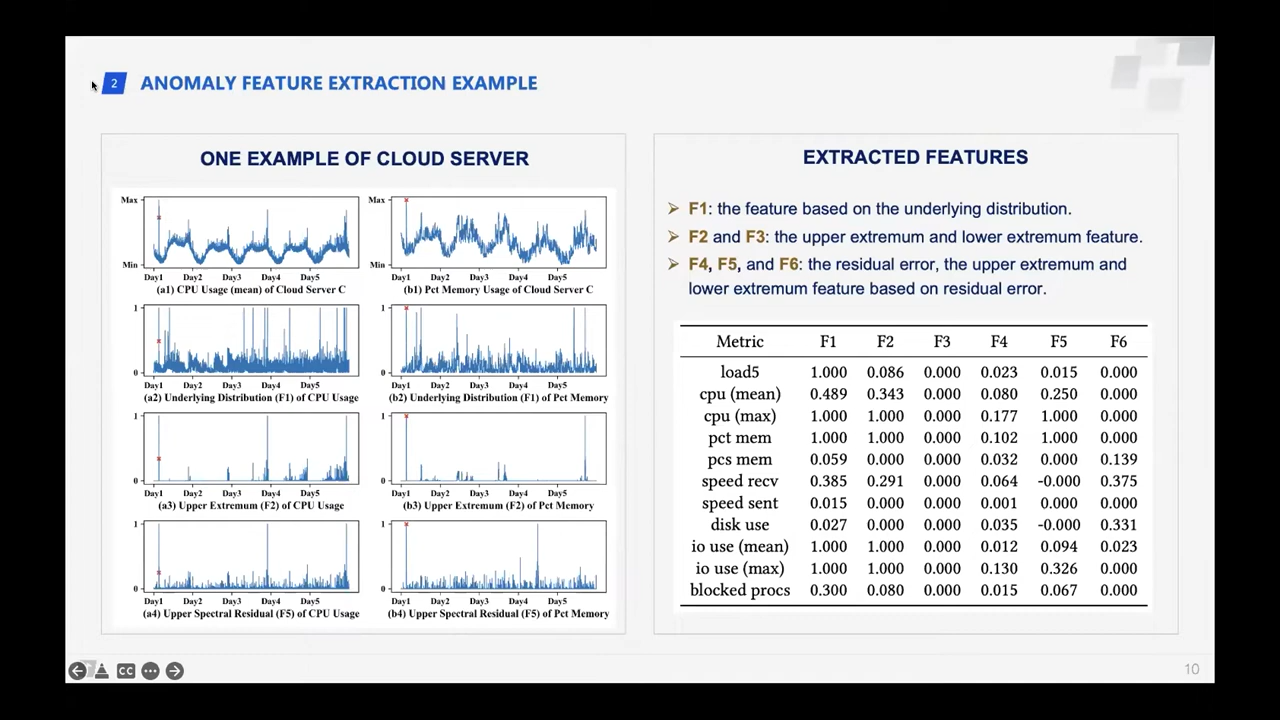 2
ANOMALY FEATURE EXTRACTION EXAMPLE
ONE EXAMPLE OF CLOUD SERVER
Max
Min
Day1 Day2 Day3 Day4 Day5
(a1) CPU Usage (mean) of Cloud Server C
Max
Min
Day1 Day2 Day3 Day4 Day5
(b1) Pct Memory Usage of Cloud Server C
1
0
Day1 Day2 Day3 Day4 Day5
(a2) Underlying Distribution (F1) of CPU Usage
1
0
Day1 Day2 Day3 Day4 Day5
(b2) Underlying Distribution (F1) of Pct Memory
1
0
Day1 Day2 Day3 Day4 Day5
(a3) Upper Extremum (F2) of CPU Usage
1
0
Day1 Day2 Day3 Day4 Day5
(b3) Upper Extremum (F2) of Pct Memory
1
0
Day1 Day2 Day3 Day4 Day5
(a4) Upper Spectral Residual (F5) of CPU Usage
1
0
Day1 Day2 Day3 Day4 Day5
(b4) Upper Spectral Residual (F5) of Pct Memory
EXTRACTED FEATURES
F1: the feature based on the underlying distribution.
F2 and F3: the upper extremum and lower extremum feature.
F4, F5, and F6: the residual error, the upper extremum and
lower extremum feature based on residual error.
Metric F1 F2 F3 F4 F5 F6
load5 1.000 0.086 0.000 0.023 0.015 0.000
cpu (mean) 0.489 0.343 0.000 0.080 0.250 0.000
cpu (max) 1.000 1.000 0.000 0.177 1.000 0.000
pct mem 1.000 1.000 0.000 0.102 1.000 0.000
pcs mem 0.059 0.000 0.000 0.032 0.000 0.139
speed recv 0.385 0.291 0.000 0.064 -0.000 0.375
speed sent 0.015 0.000 0.000 0.001 0.000 0.000
disk use 0.027 0.000 0.000 0.035 -0.000 0.331
io use (mean) 1.000 1.000 0.000 0.012 0.094 0.023
io use (max) 1.000 1.000 0.000 0.130 0.326 0.000
blocked procs 0.300 0.080 0.000 0.015 0.067 0.000
CC
10